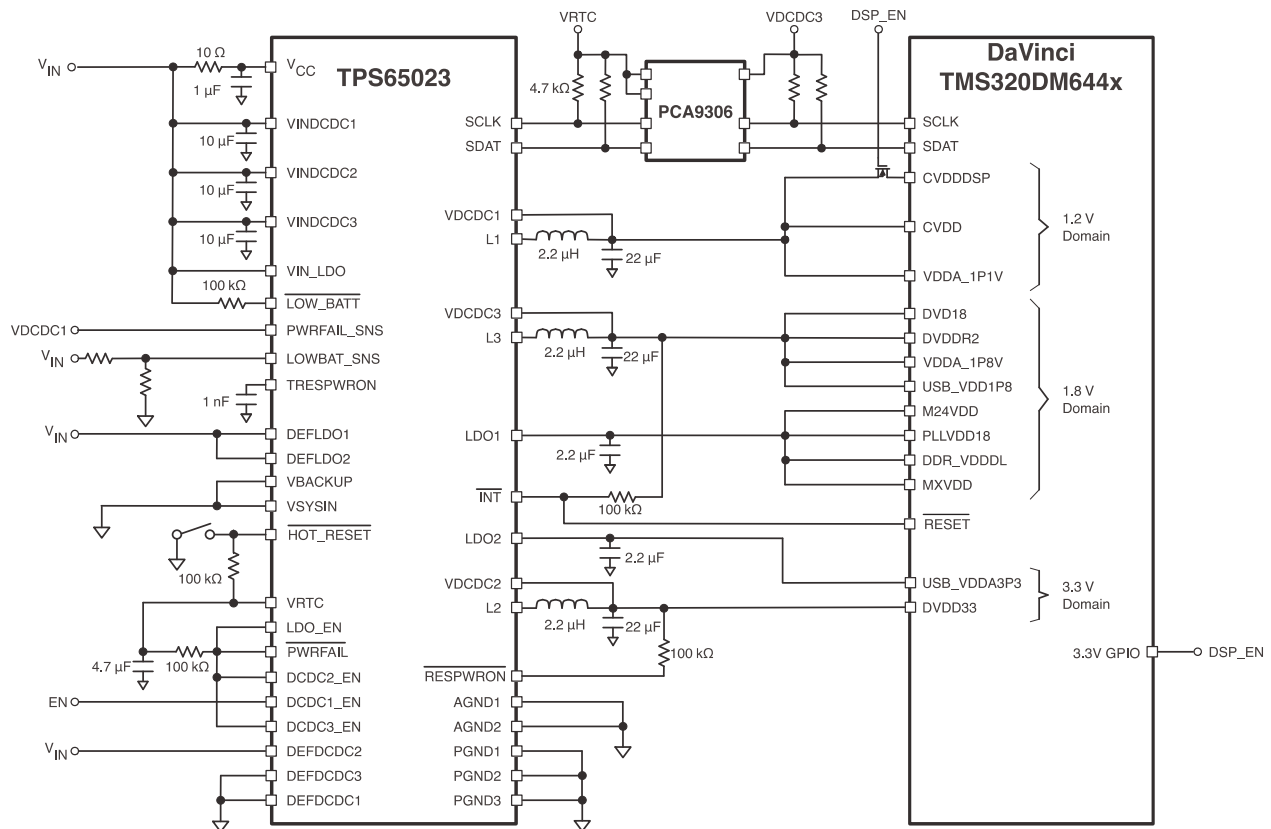 VRTC
VDCDC3
DSP_EN
VIN
10 Ω
1 µF
VCC
TPS65023
4.7 kΩ
PCA9306
DaVinci
TMS320DM644x
10 µF
VINDCDC1
SCLK
SCLK
SDAT
SDAT
10 µF
VINDCDC2
CVDDDSP
10 µF
VINDCDC3
VDCDC1
L1
2.2 µH
22 µF
CVDD
1.2 V
Domain
VIN_LDO
VDDA_1P1V
100 kΩ
LOW_BATT
VDCDC1
PWRFAIL_SNS
VDCDC3
L3
2.2 µH
22 µF
DVD18
DVDDR2
VIN
LOWBAT_SNS
VDDA_1P8V
TRESPWRON
1 nF
USB_VDD1P8
1.8 V
Domain
M24VDD
VIN
DEFLDO1
LDO1
2.2 µF
PLLVDD18
DEFLDO2
DDR_VDDDL
VBACKUP
MXVDD
VSYSIN
INT
100 kΩ
RESET
HOT_RESET
100 kΩ
LDO2
2.2 µF
VDCDC2
USB_VDDA3P3
3.3 V
Domain
VRTC
L2
2.2 µH
22 µF
DVDD33
LDO_EN
4.7 µF
100 kΩ
PWRFAIL
100 kΩ
3.3V GPIO
DSP_EN
DCDC2_EN
RESPWRON
EN
DCDC1_EN
AGND1
DCDC3_EN
AGND2
VIN
DEFDCDC2
PGND1
DEFDCDC3
PGND2
DEFDCDC1
PGND3